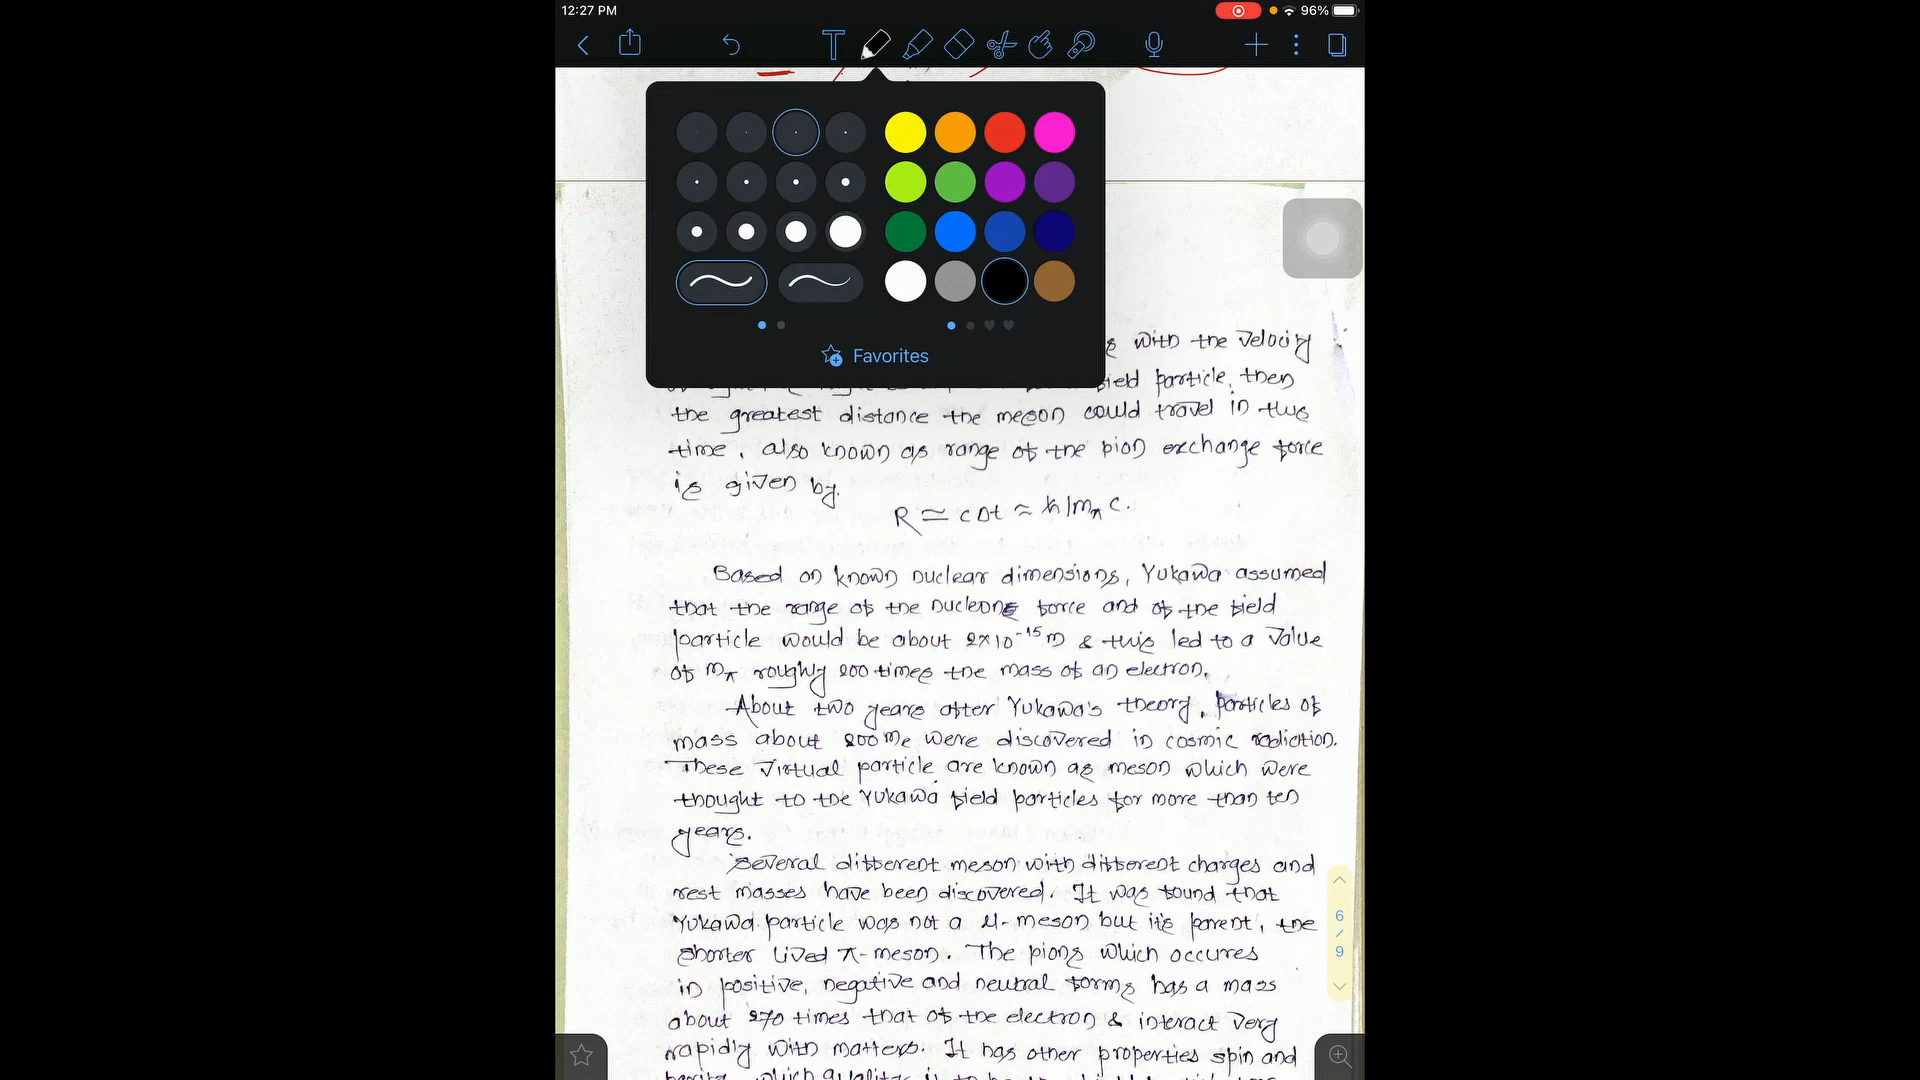 12:27 PM
96%
T
Favorites
with the velocity
field particle, then
the greatest distance the meson could travel in this
time, also known as range of the pion exchange force
is given by.
R ≃ cΔt ≈ ħ/mπ c.
Based on known nuclear dimensions, Yukawa assumed
that the range of the nucleons force and of the field
particle would be about 2×10⁻¹⁵m & this led to a value
of mπ roughly 200 times the mass of an electron.
About two years after Yukawa's theory, particles of
mass about 200me were discovered in cosmic radiation.
These virtual particle are known as meson which were
thought to the Yukawa field particles for more than ten
years.
Several different meson with different charges and
rest masses have been discovered. It was found that
Yukawa particle was not a μ-meson but it's parent, the
shorter lived π-meson. The pions which occures
in positive, negative and neutral forms has a mass
about 270 times that of the electron & interact very
rapidly with matters. It has other properties spin and
6
/
9